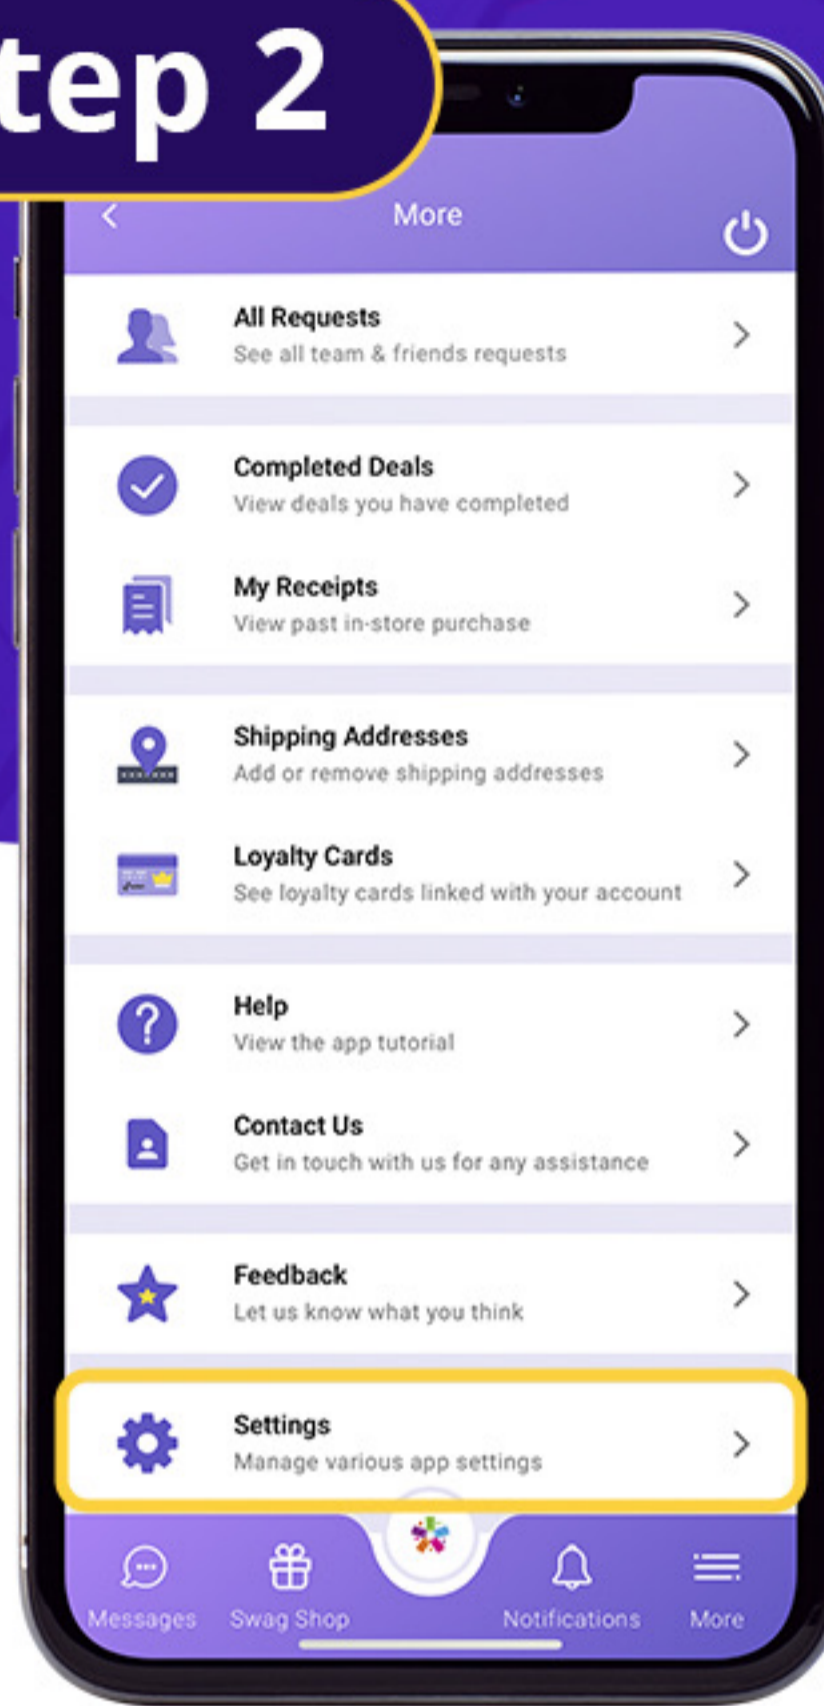 tep 2
More
All Requests
See all team & friends requests
Completed Deals
View deals you have completed
My Receipts
View past in-store purchase
Shipping Addresses
Add or remove shipping addresses
Loyalty Cards
See loyalty cards linked with your account
Help
View the app tutorial
Contact Us
Get in touch with us for any assistance
Feedback
Let us know what you think
Settings
Manage various app settings
Messages Swag Shop Notifications More